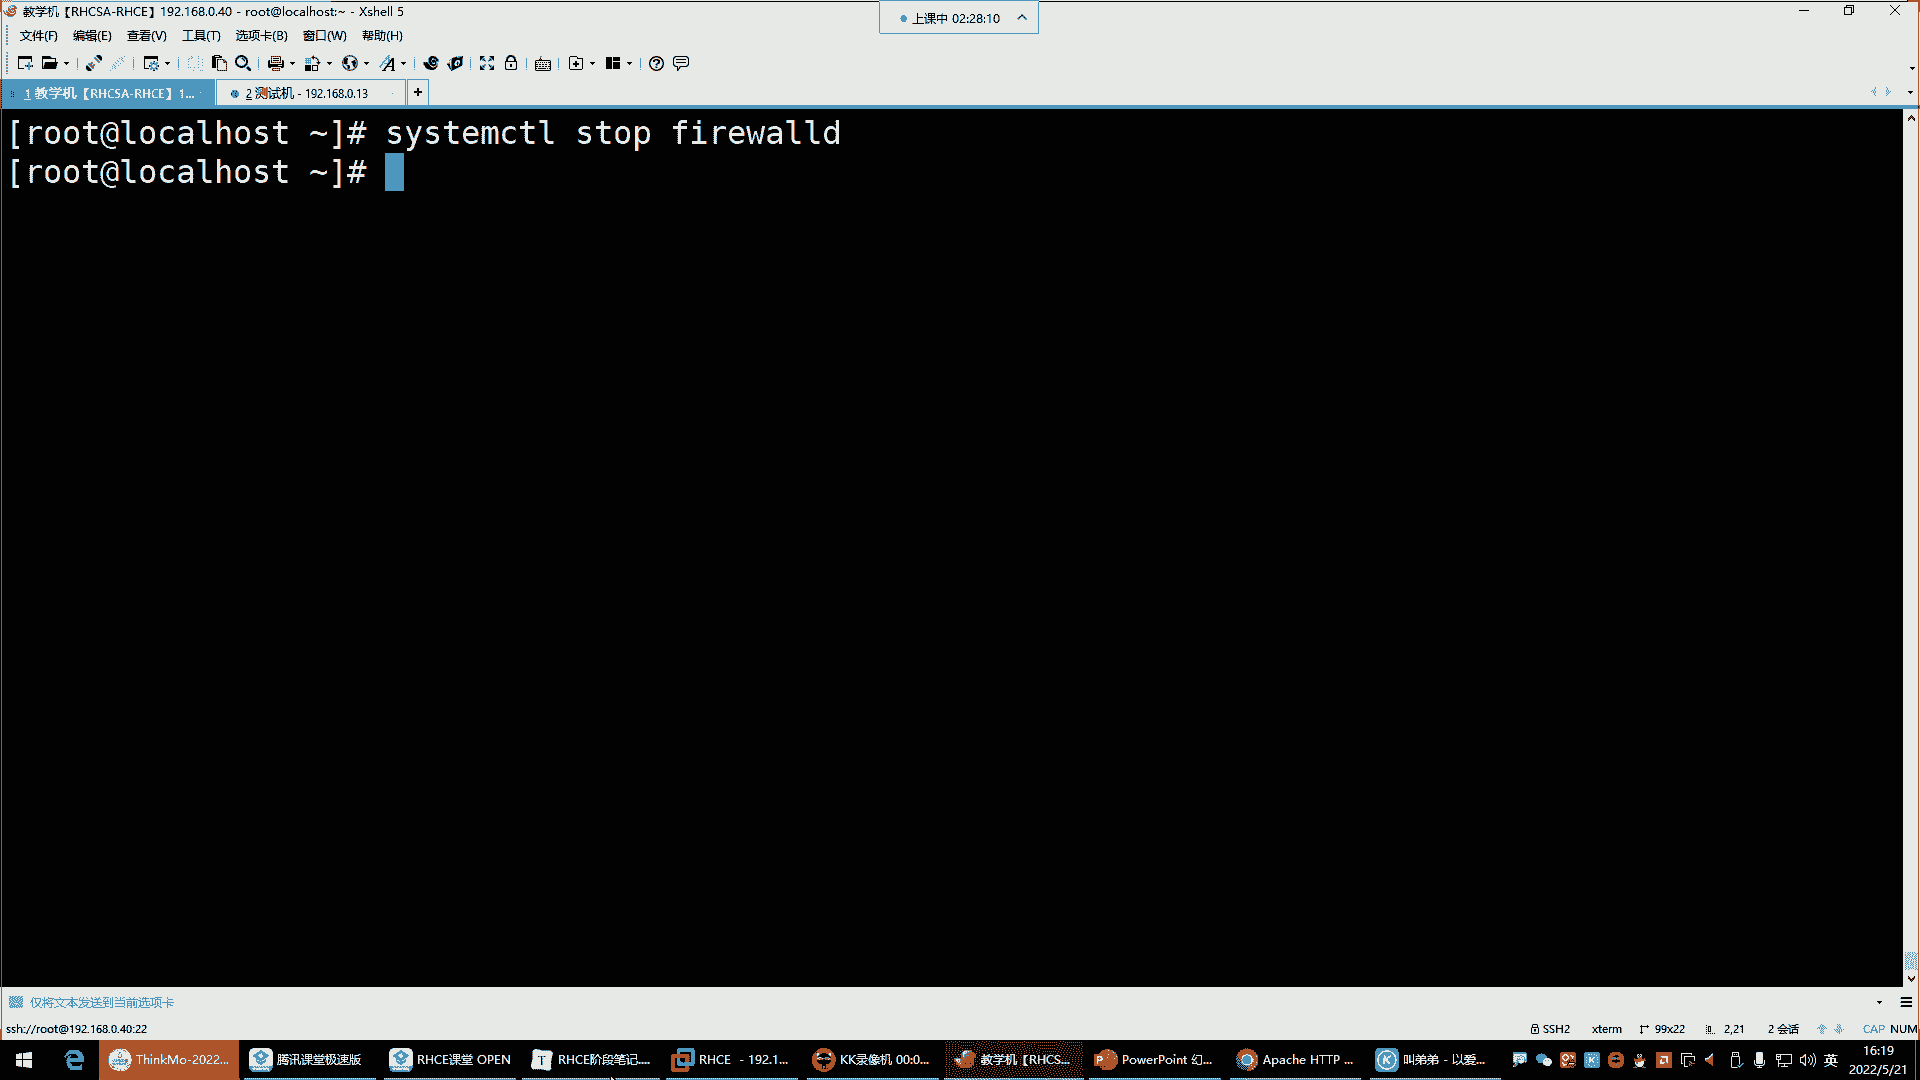 教学机【RHCSA-RHCE】192.168.0.40 - root@localhost:~ - Xshell 5
上课中 02:28:10
文件(F) 编辑(E) 查看(V) 工具(T) 选项卡(B) 窗口(W) 帮助(H)
1 教学机【RHCSA-RHCE】1... 2 测试机 - 192.168.0.13 +
[root@localhost ~]# systemctl stop firewalld
[root@localhost ~]#
仅将文本发送到当前选项卡
ssh://root@192.168.0.40:22 SSH2 xterm 99x22 2,21 2 会话 CAP NUM
ThinkMo-2022... 腾讯课堂极速版 RHCE课堂 OPEN RHCE阶段笔记.... RHCE - 192.1... KK录像机 00:0... 教学机【RHCS... PowerPoint 幻... Apache HTTP ... 叫弟弟 - 以爱... 英 16:19
2022/5/21